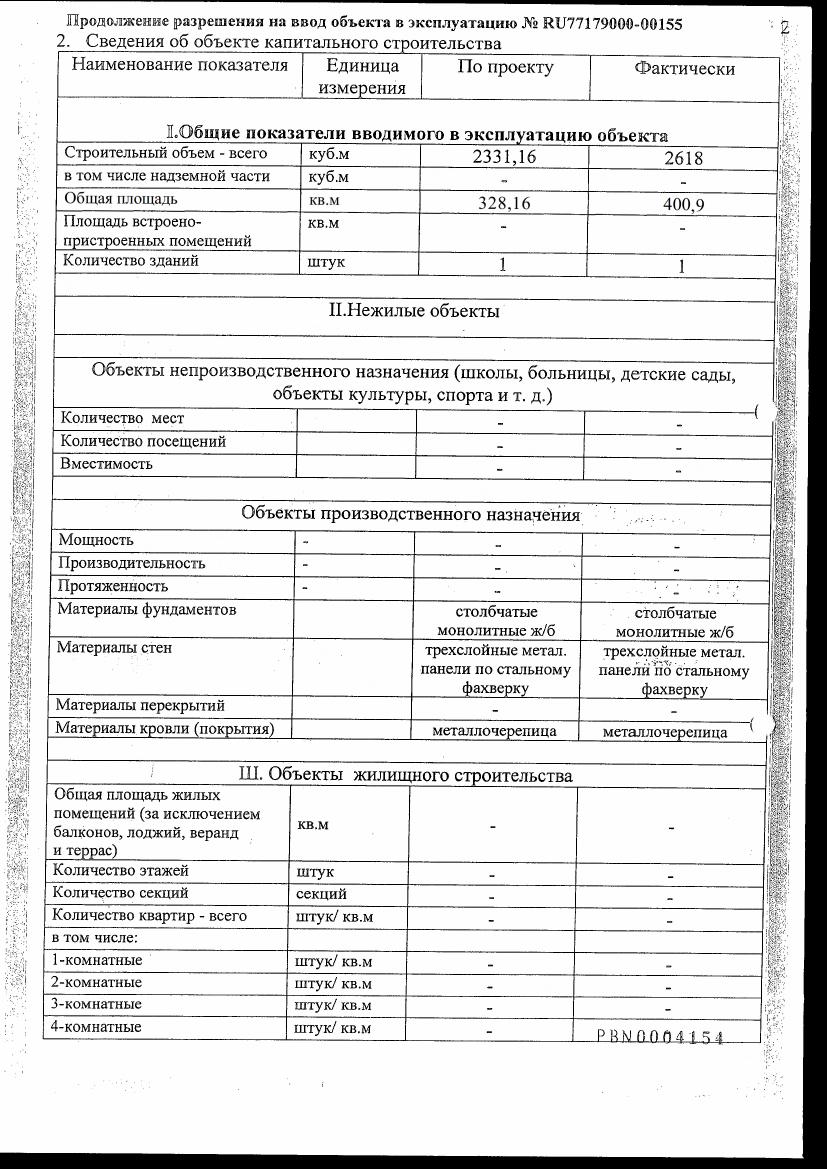 Продолжение разрешения на ввод объекта в эксплуатацию № RU77179000-00155
2
2. Сведения об объекте капитального строительства
Наименование показателя Единица измерения По проекту Фактически
I.Общие показатели вводимого в эксплуатацию объекта
Строительный объем - всего куб.м 2331,16 2618
в том числе надземной части куб.м - -
Общая площадь кв.м 328,16 400,9
Площадь встроено-
пристроенных помещений кв.м - -
Количество зданий штук 1 1
II.Нежилые объекты
Объекты непроизводственного назначения (школы, больницы, детские сады,
объекты культуры, спорта и т. д.)
Количество мест - -
Количество посещений - -
Вместимость - -
Объекты производственного назначения
Мощность - - -
Производительность - - -
Протяженность - - -
Материалы фундаментов столбчатые столбчатые
монолитные ж/б монолитные ж/б
Материалы стен трехслойные метал. трехслойные метал.
панели по стальному панели по стальному
фахверку фахверку
Материалы перекрытий - -
Материалы кровли (покрытия) металлочерепица металлочерепица
Ш. Объекты жилищного строительства
Общая площадь жилых
помещений (за исключением
балконов, лоджий, веранд
и террас) кв.м - -
Количество этажей штук - -
Количество секций секций - -
Количество квартир - всего штук/ кв.м - -
в том числе:
1-комнатные штук/ кв.м - -
2-комнатные штук/ кв.м - -
3-комнатные штук/ кв.м - -
4-комнатные штук/ кв.м -
PBN0004154